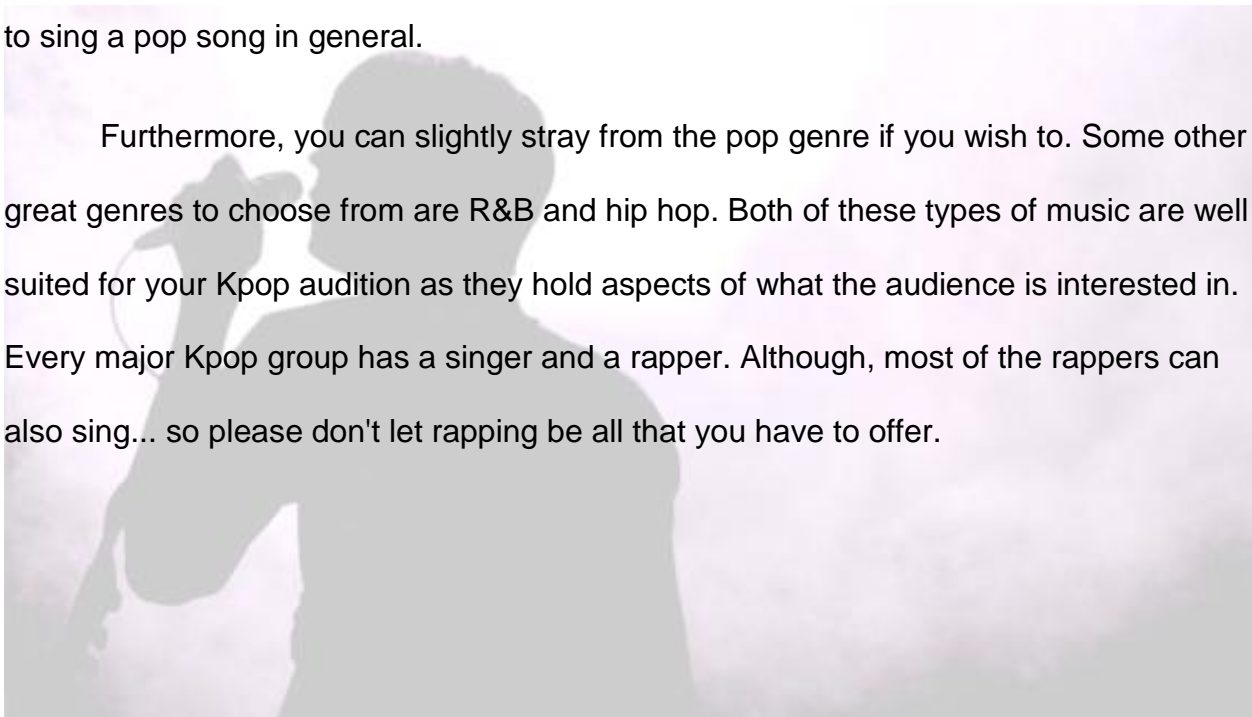 to sing a pop song in general.
Furthermore, you can slightly stray from the pop genre if you wish to. Some other
great genres to choose from are R&B and hip hop. Both of these types of music are well
suited for your Kpop audition as they hold aspects of what the audience is interested in.
Every major Kpop group has a singer and a rapper. Although, most of the rappers can
also sing... so please don't let rapping be all that you have to offer.